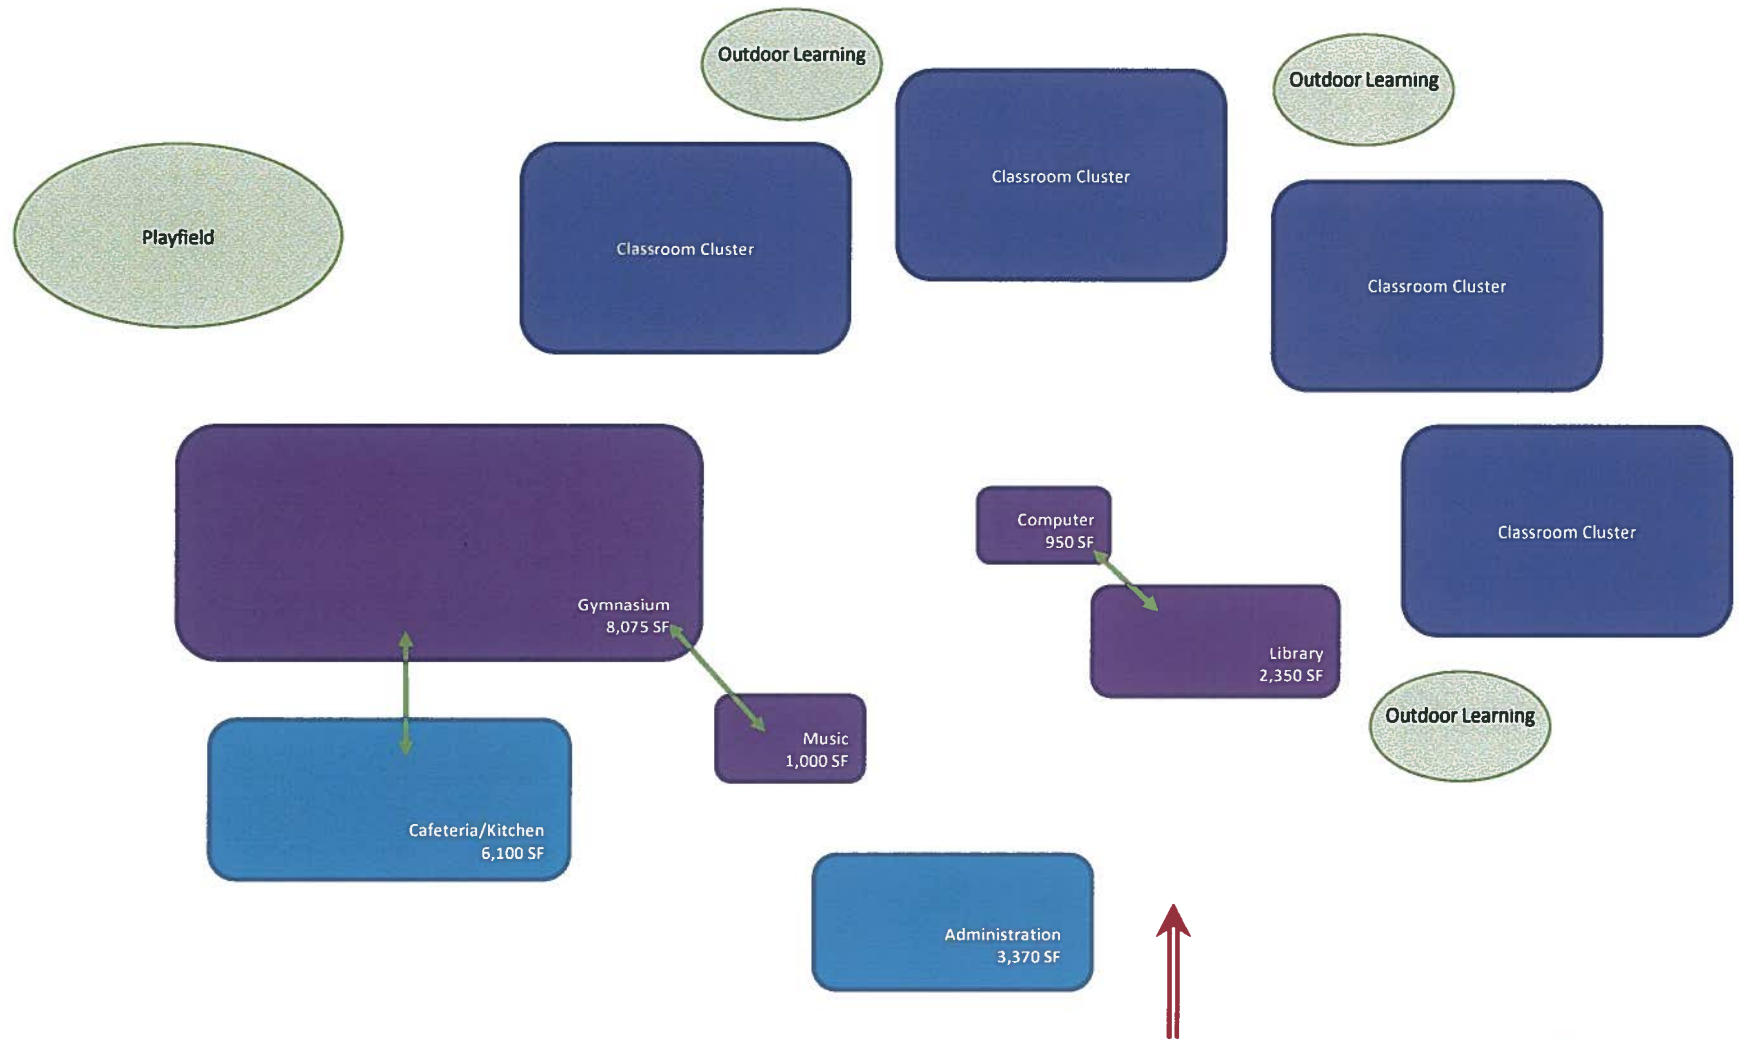 Outdoor Learning
Outdoor Learning
Classroom Cluster
Playfield
Classroom Cluster
Classroom Cluster
Computer
950 SF
Classroom Cluster
Gymnasium
8,075 SF
Library
2,350 SF
Outdoor Learning
Music
1,000 SF
Cafeteria/Kitchen
6,100 SF
Administration
3,370 SF